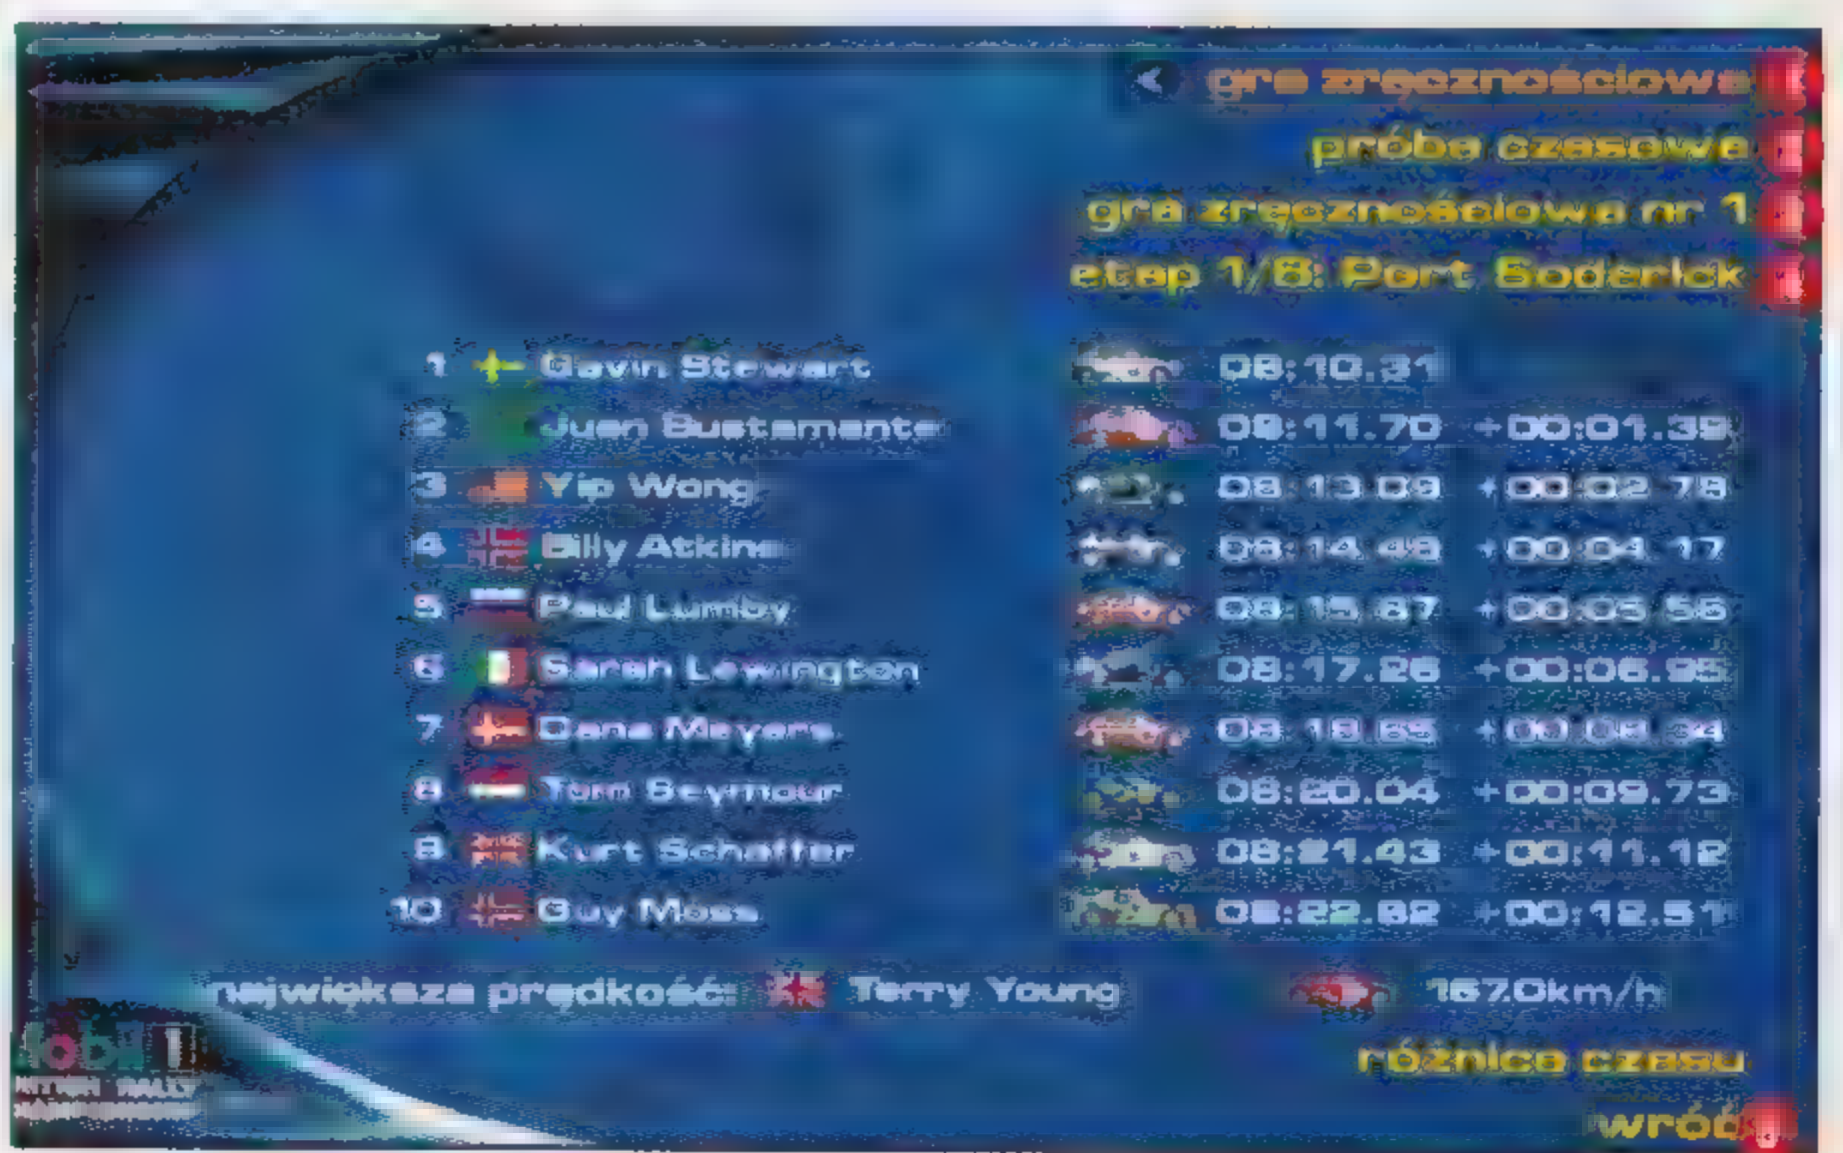 gra zręcznościowa
próba czasowa
gra zręcznościowa nr 1
etap 1/6: Port Soderick
1 Gavin Stewart 08:10.31
2 Juan Bustamante 08:11.70 +00:01.39
3 Yip Wong 08:13.09 +00:02.78
4 Billy Atkins 08:14.48 +00:04.17
5 Paul Lumby 08:15.87 +00:05.56
6 Sarah Lewington 08:17.26 +00:06.95
7 Dana Meyers 08:18.65 +00:08.34
8 Tom Seymour 08:20.04 +00:09.73
9 Kurt Schaffer 08:21.43 +00:11.12
10 Guy Moss 08:22.82 +00:12.51
największa prędkość: Terry Young 167.0km/h
różnica czasu
wróć